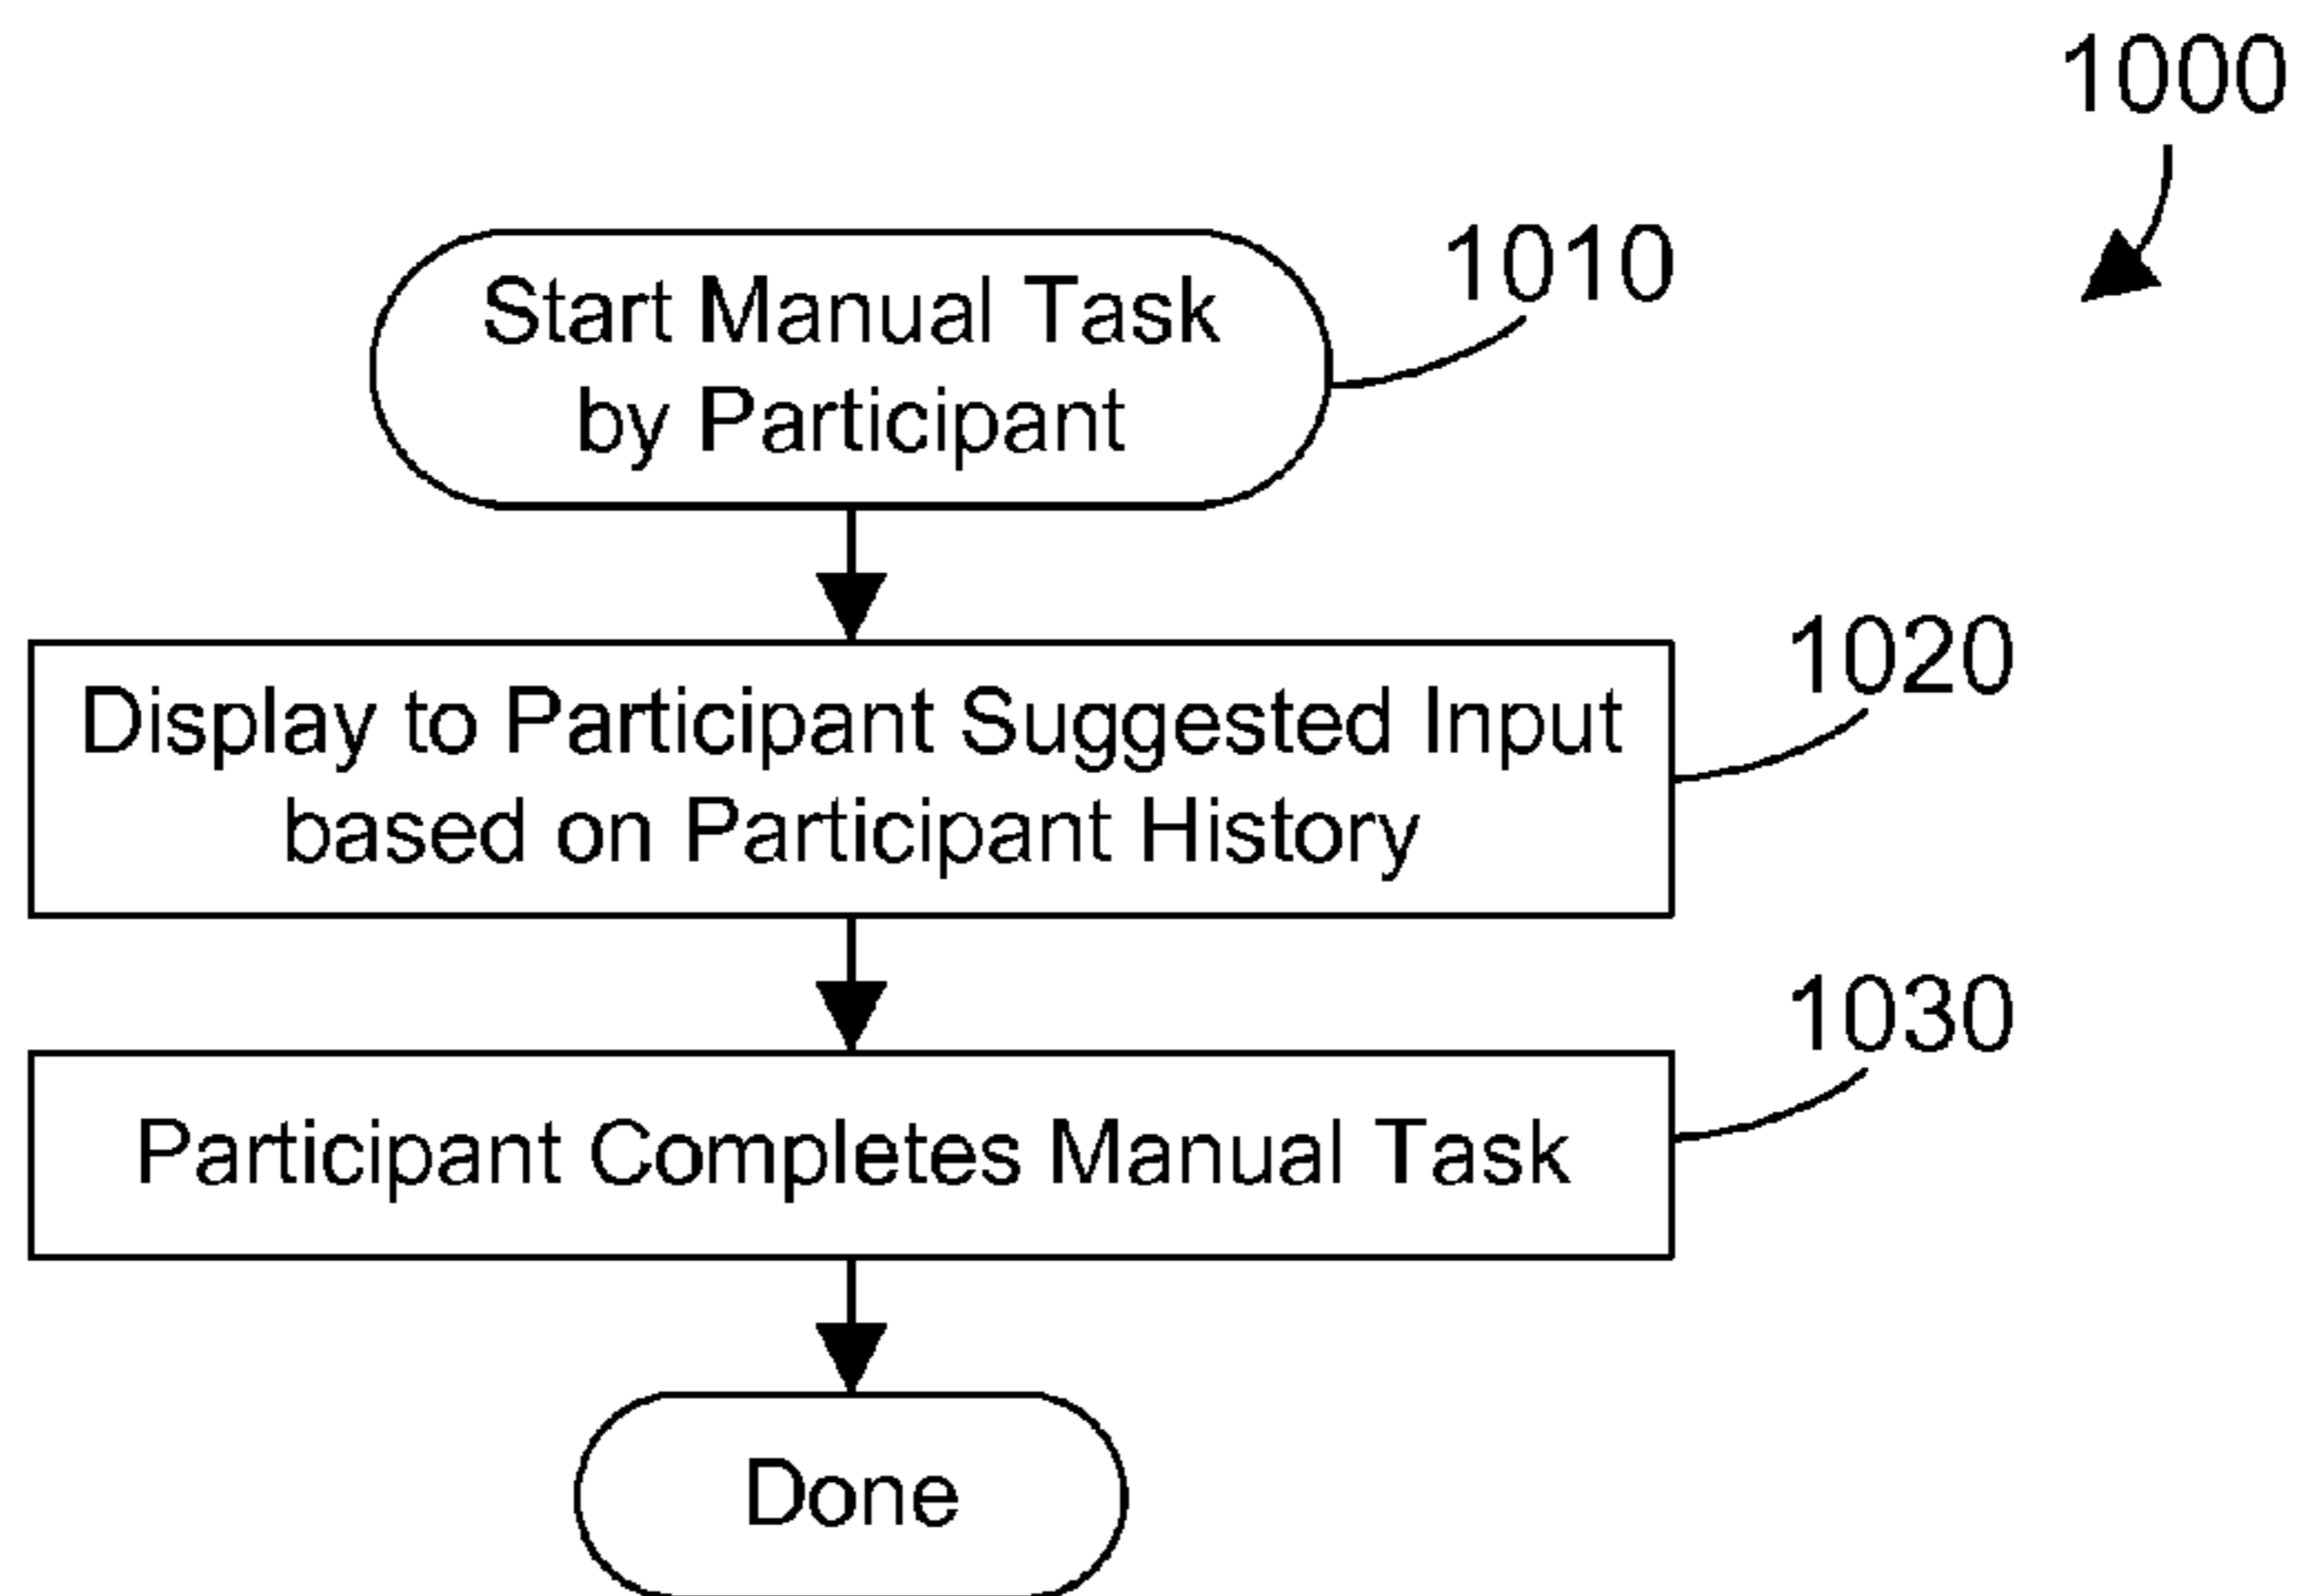 1000
Start Manual Task
by Participant
1010
Display to Participant Suggested Input
based on Participant History
1020
Participant Completes Manual Task
1030
Done